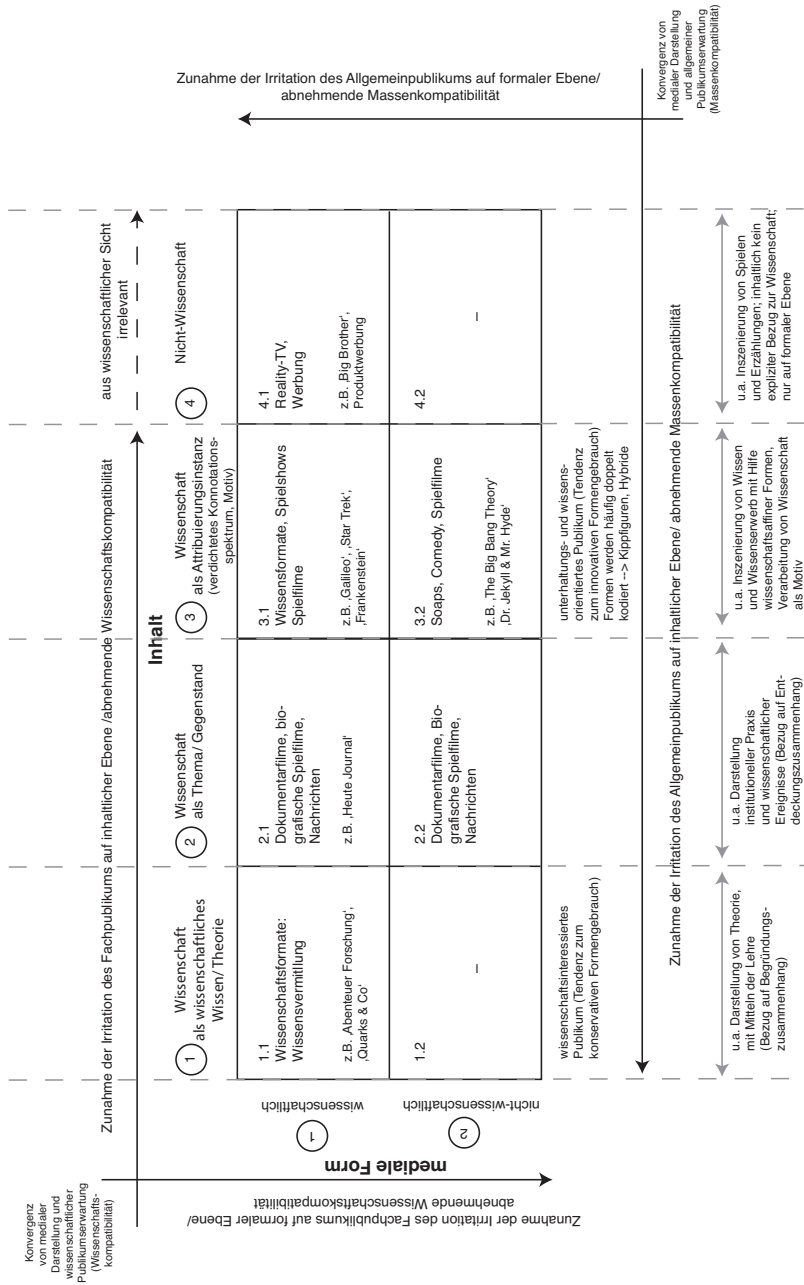 Konvergenz
von medialer
Darstellung und
wissenschaftlicher
Publikumserwartung
(Wissenschafts-
kompatibilität)
Zunahme der Irritation des Fachpublikums auf inhaltlicher Ebene /abnehmende Wissenschaftskompatibilität
aus wissenschaftlicher Sicht
irrelevant
Inhalt
1
Wissenschaft
als wissenschaftliches
Wissen/Theorie
2
Wissenschaft
als Thema/Gegenstand
3
Wissenschaft
als Attribuierungsinstanz
(verdichtetes Konnotations-
spektrum, Motiv)
4
Nicht-Wissenschaft
Zunahme der Irritation des Fachpublikums auf formaler Ebene/
abnehmende Wissenschaftskompatibilität
mediale Form
1
wissenschaftlich
2
nicht-wissenschaftlich
1.1
Wissenschaftsformate:
Wissensvermittlung
z.B. ‚Abenteuer Forschung‘,
‚Quarks & Co‘
2.1
Dokumentarfilme, bio-
grafische Spielfilme,
Nachrichten
z.B. ‚Heute Journal‘
3.1
Wissensformate, Spielshows
Spielfilme
z.B. ‚Galileo‘, ‚Star Trek‘,
‚Frankenstein‘
4.1
Reality-TV,
Werbung
z.B. ‚Big Brother‘,
Produktwerbung
1.2
–
2.2
Dokumentarfilme, Bio-
grafische Spielfilme,
Nachrichten
3.2
Soaps, Comedy, Spielfilme
z.B. ‚The Big Bang Theory‘
‚Dr. Jekyll & Mr. Hyde‘
4.2
–
Zunahme der Irritation des Allgemeinpublikums auf formaler Ebene/
abnehmende Massenkompatibilität
wissenschaftsinteressiertes
Publikum (Tendenz zum
konservativen Formengebrauch)
unterhaltungs- und wissens-
orientiertes Publikum (Tendenz
zum innovativen Formengebrauch)
Formen werden häufig doppelt
kodiert --> Kippfiguren, Hybride
Konvergenz von
medialer Darstellung
und allgemeiner
Publikumserwartung
(Massenkompatibilität)
Zunahme der Irritation des Allgemeinpublikums auf inhaltlicher Ebene/ abnehmende Massenkompatibilität
u.a. Darstellung von Theorie,
mit Mitteln der Lehre
(Bezug auf Begründungs-
zusammenhang)
u.a. Darstellung
institutioneller Praxis
und wissenschaftlicher
Ereignisse (Bezug auf Ent-
deckungszusammenhang)
u.a. Inszenierung von Wissen
und Wissenserwerb mit Hilfe
wissenschaftsaffiner Formen,
Verarbeitung von Wissenschaft
als Motiv
u.a. Inszenierung von Spielen
und Erzählungen; inhaltlich kein
expliziter Bezug zur Wissenschaft;
nur auf formaler Ebene